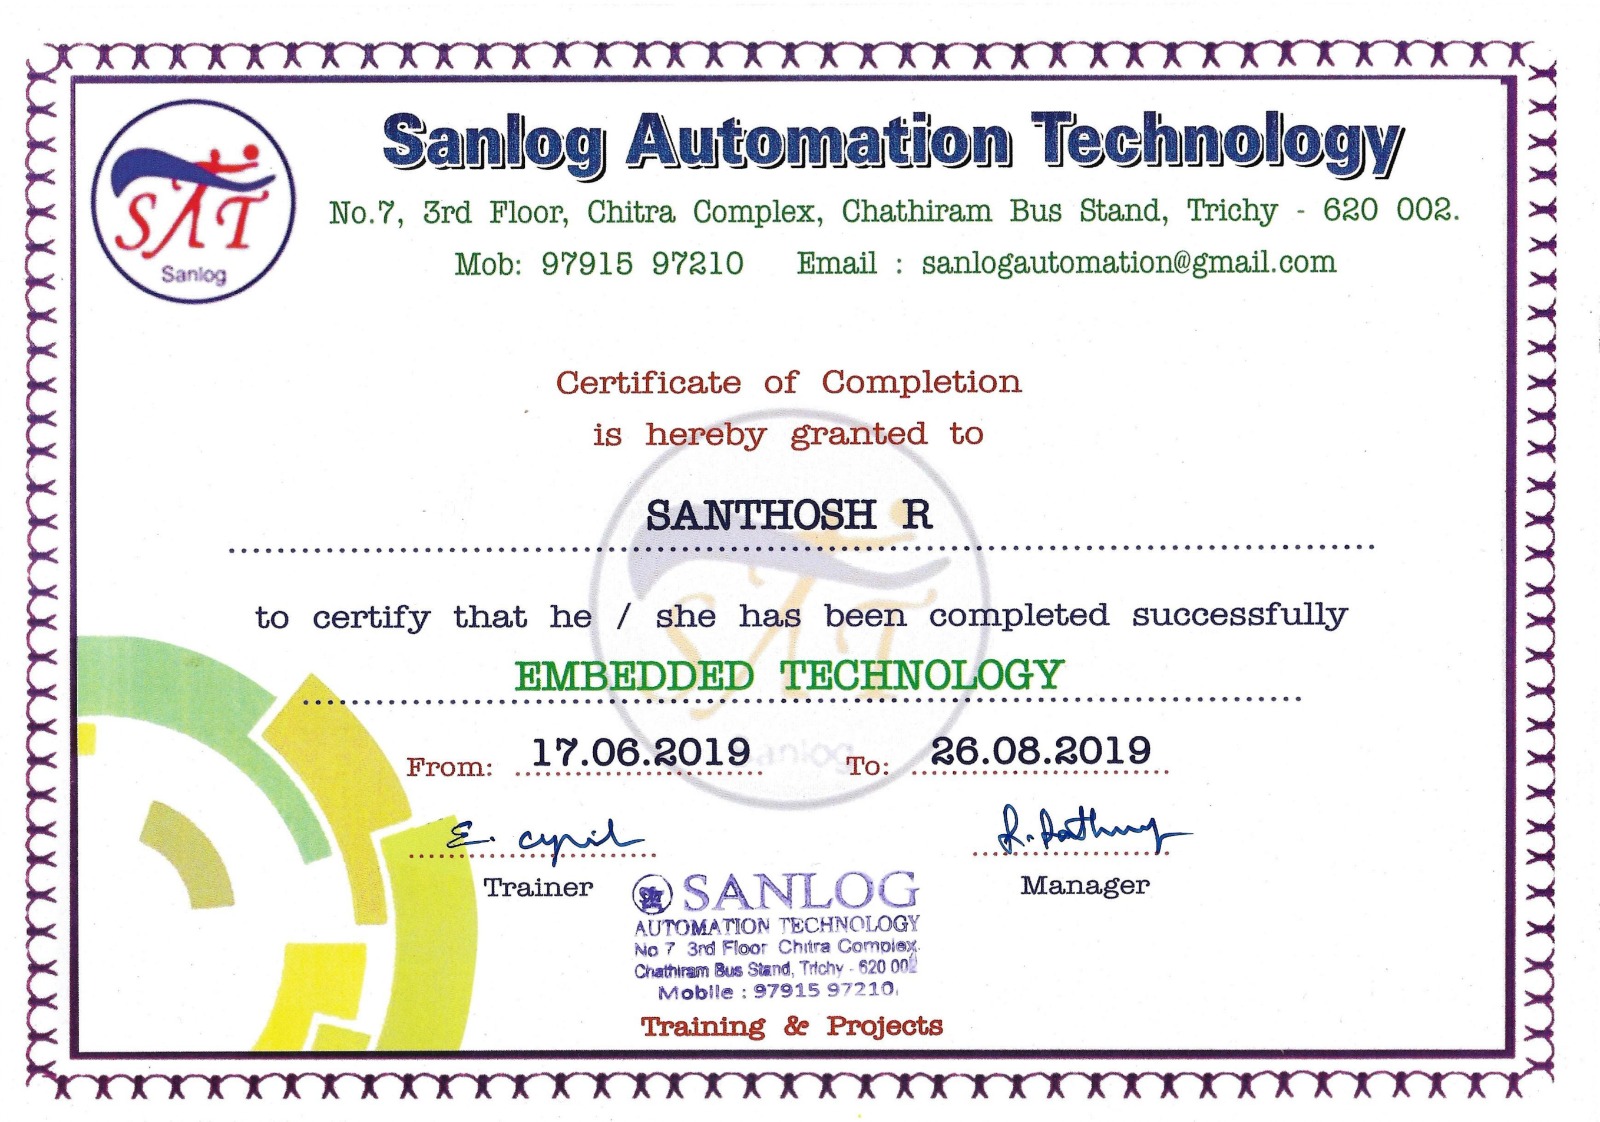 Sanlog Automation Technology
No.7, 3rd Floor, Chitra Complex, Chathiram Bus Stand, Trichy - 620 002.
Mob: 97915 97210 Email : sanlogautomation@gmail.com
SAT
Sanlog
Certificate of Completion
is hereby granted to
SANTHOSH R
to certify that he / she has been completed successfully
EMBEDDED TECHNOLOGY
From: 17.06.2019 To: 26.08.2019
E. Cyril
Trainer
Manager
SANLOG
AUTOMATION TECHNOLOGY
No 7 3rd Floor Chitra Complex.
Chathiram Bus Stand, Trichy - 620 002
Mobile : 97915 97210.
Training & Projects
SAT
Sanlog